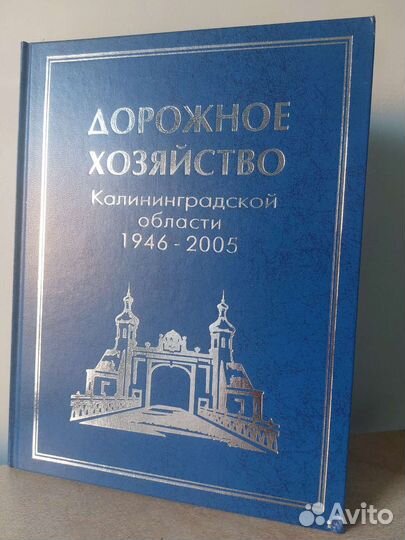 ДОРОЖНОЕ
ХОЗЯЙСТВО
Калининградской
области
1946 - 2005
Avito